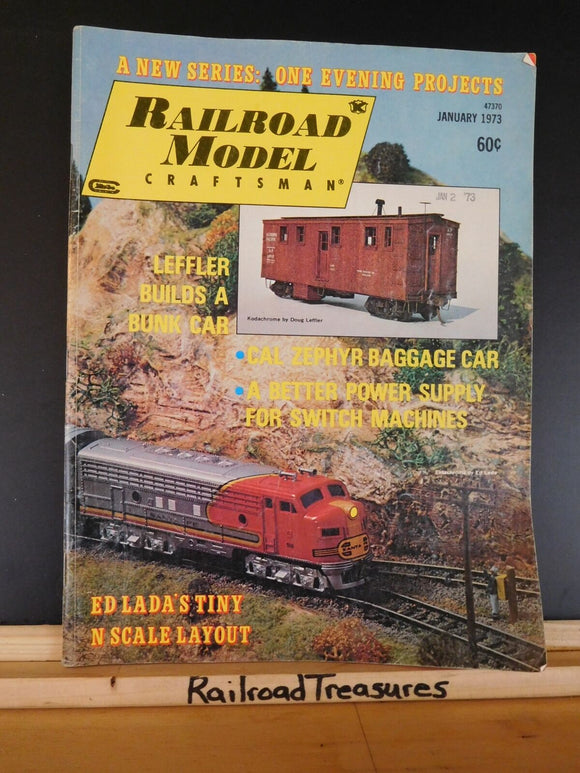 A NEW SERIES: ONE EVENING PROJECTS
47370
JANUARY 1973
60¢
RAILROAD
MODEL
CRAFTSMAN®
JAN 2 '73
LEFFLER
BUILDS A
BUNK CAR
Kodachrome by Doug Leffler
• CAL ZEPHYR BAGGAGE CAR
• A BETTER POWER SUPPLY
FOR SWITCH MACHINES
ED LADA'S TINY
N SCALE LAYOUT
RailroadTreasures